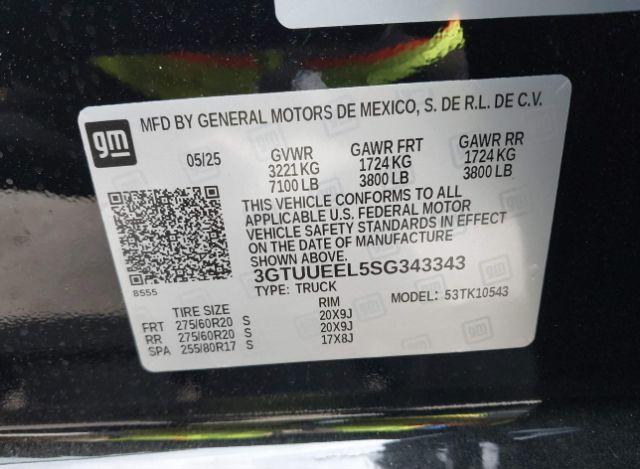 gm
MFD BY GENERAL MOTORS DE MEXICO, S. DE R.L. DE C.V.
05/25 GVWR GAWR FRT GAWR RR
3221 KG 1724 KG 1724 KG
7100 LB 3800 LB 3800 LB
THIS VEHICLE CONFORMS TO ALL
APPLICABLE U.S. FEDERAL MOTOR
VEHICLE SAFETY STANDARDS IN EFFECT
ON THE DATE OF MANUFACTURE
SHOWN ABOVE.
3GTUUEEL5SG343343
8555
TYPE: TRUCK MODEL: 53TK10543
TIRE SIZE RIM
FRT 275/60R20 S 20X9J
RR 275/60R20 S 20X9J
SPA 255/80R17 S 17X8J